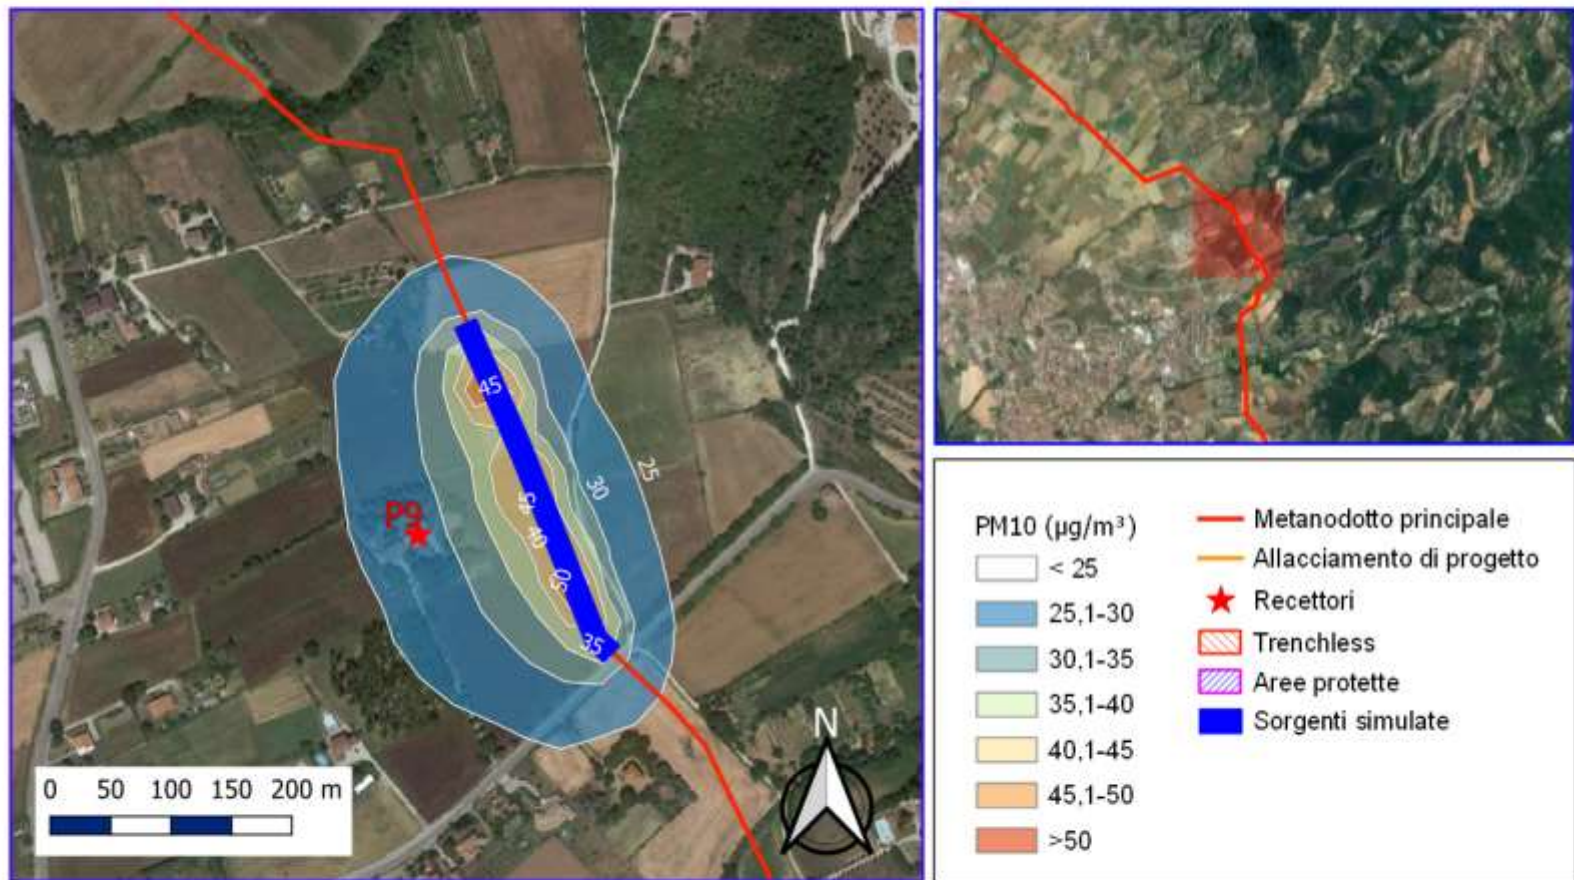 45
25
30
P9
45
40
50
35
0 50 100 150 200 m
N
PM10 (µg/m³)
< 25
25,1-30
30,1-35
35,1-40
40,1-45
45,1-50
>50
Metanodotto principale
Allacciamento di progetto
Recettori
Trenchless
Aree protette
Sorgenti simulate